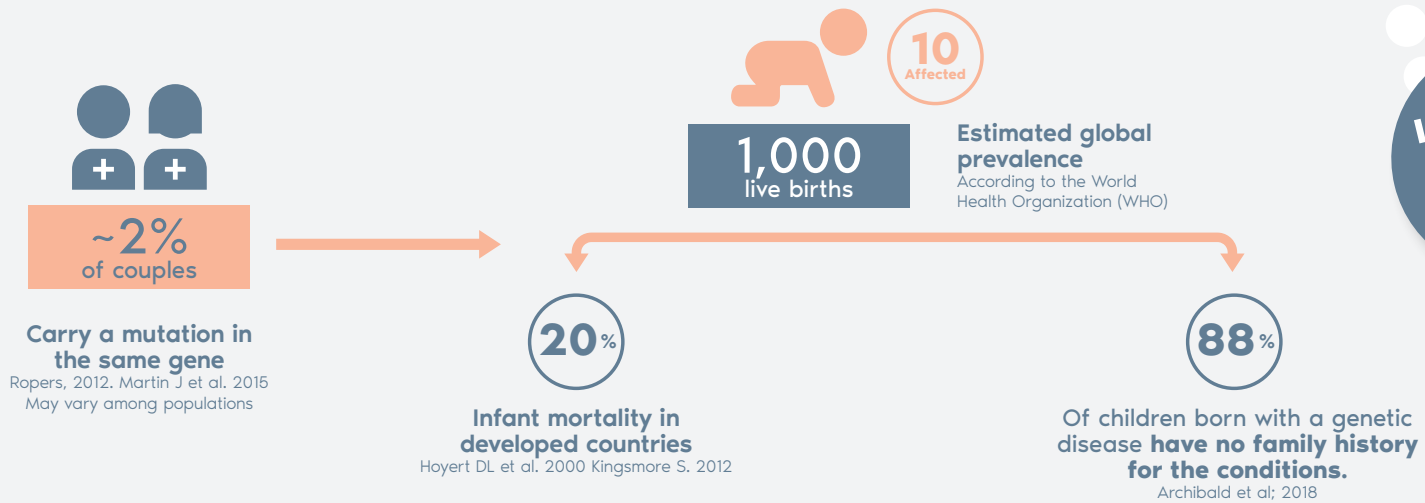 ~2%
of couples
Carry a mutation in
the same gene
Ropers, 2012. Martin J et al. 2015
May vary among populations
10
Affected
1,000
live births
Estimated global
prevalence
According to the World
Health Organization (WHO)
20%
Infant mortality in
developed countries
Hoyert DL et al. 2000 Kingsmore S. 2012
88%
Of children born with a genetic
disease have no family history
for the conditions.
Archibald et al; 2018